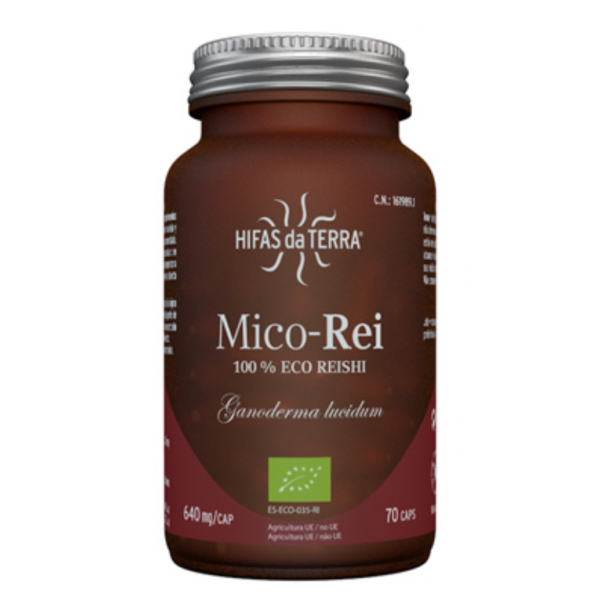 C.N.: 161989.1
HIFAS da TERRA®
Mico-Rei
100 % ECO REISHI
Ganoderma lucidum
ES-ECO-035-RI
640 mg/CAP
70 CAPS
Agricultura UE / no UE
Agricultura UE / não UE